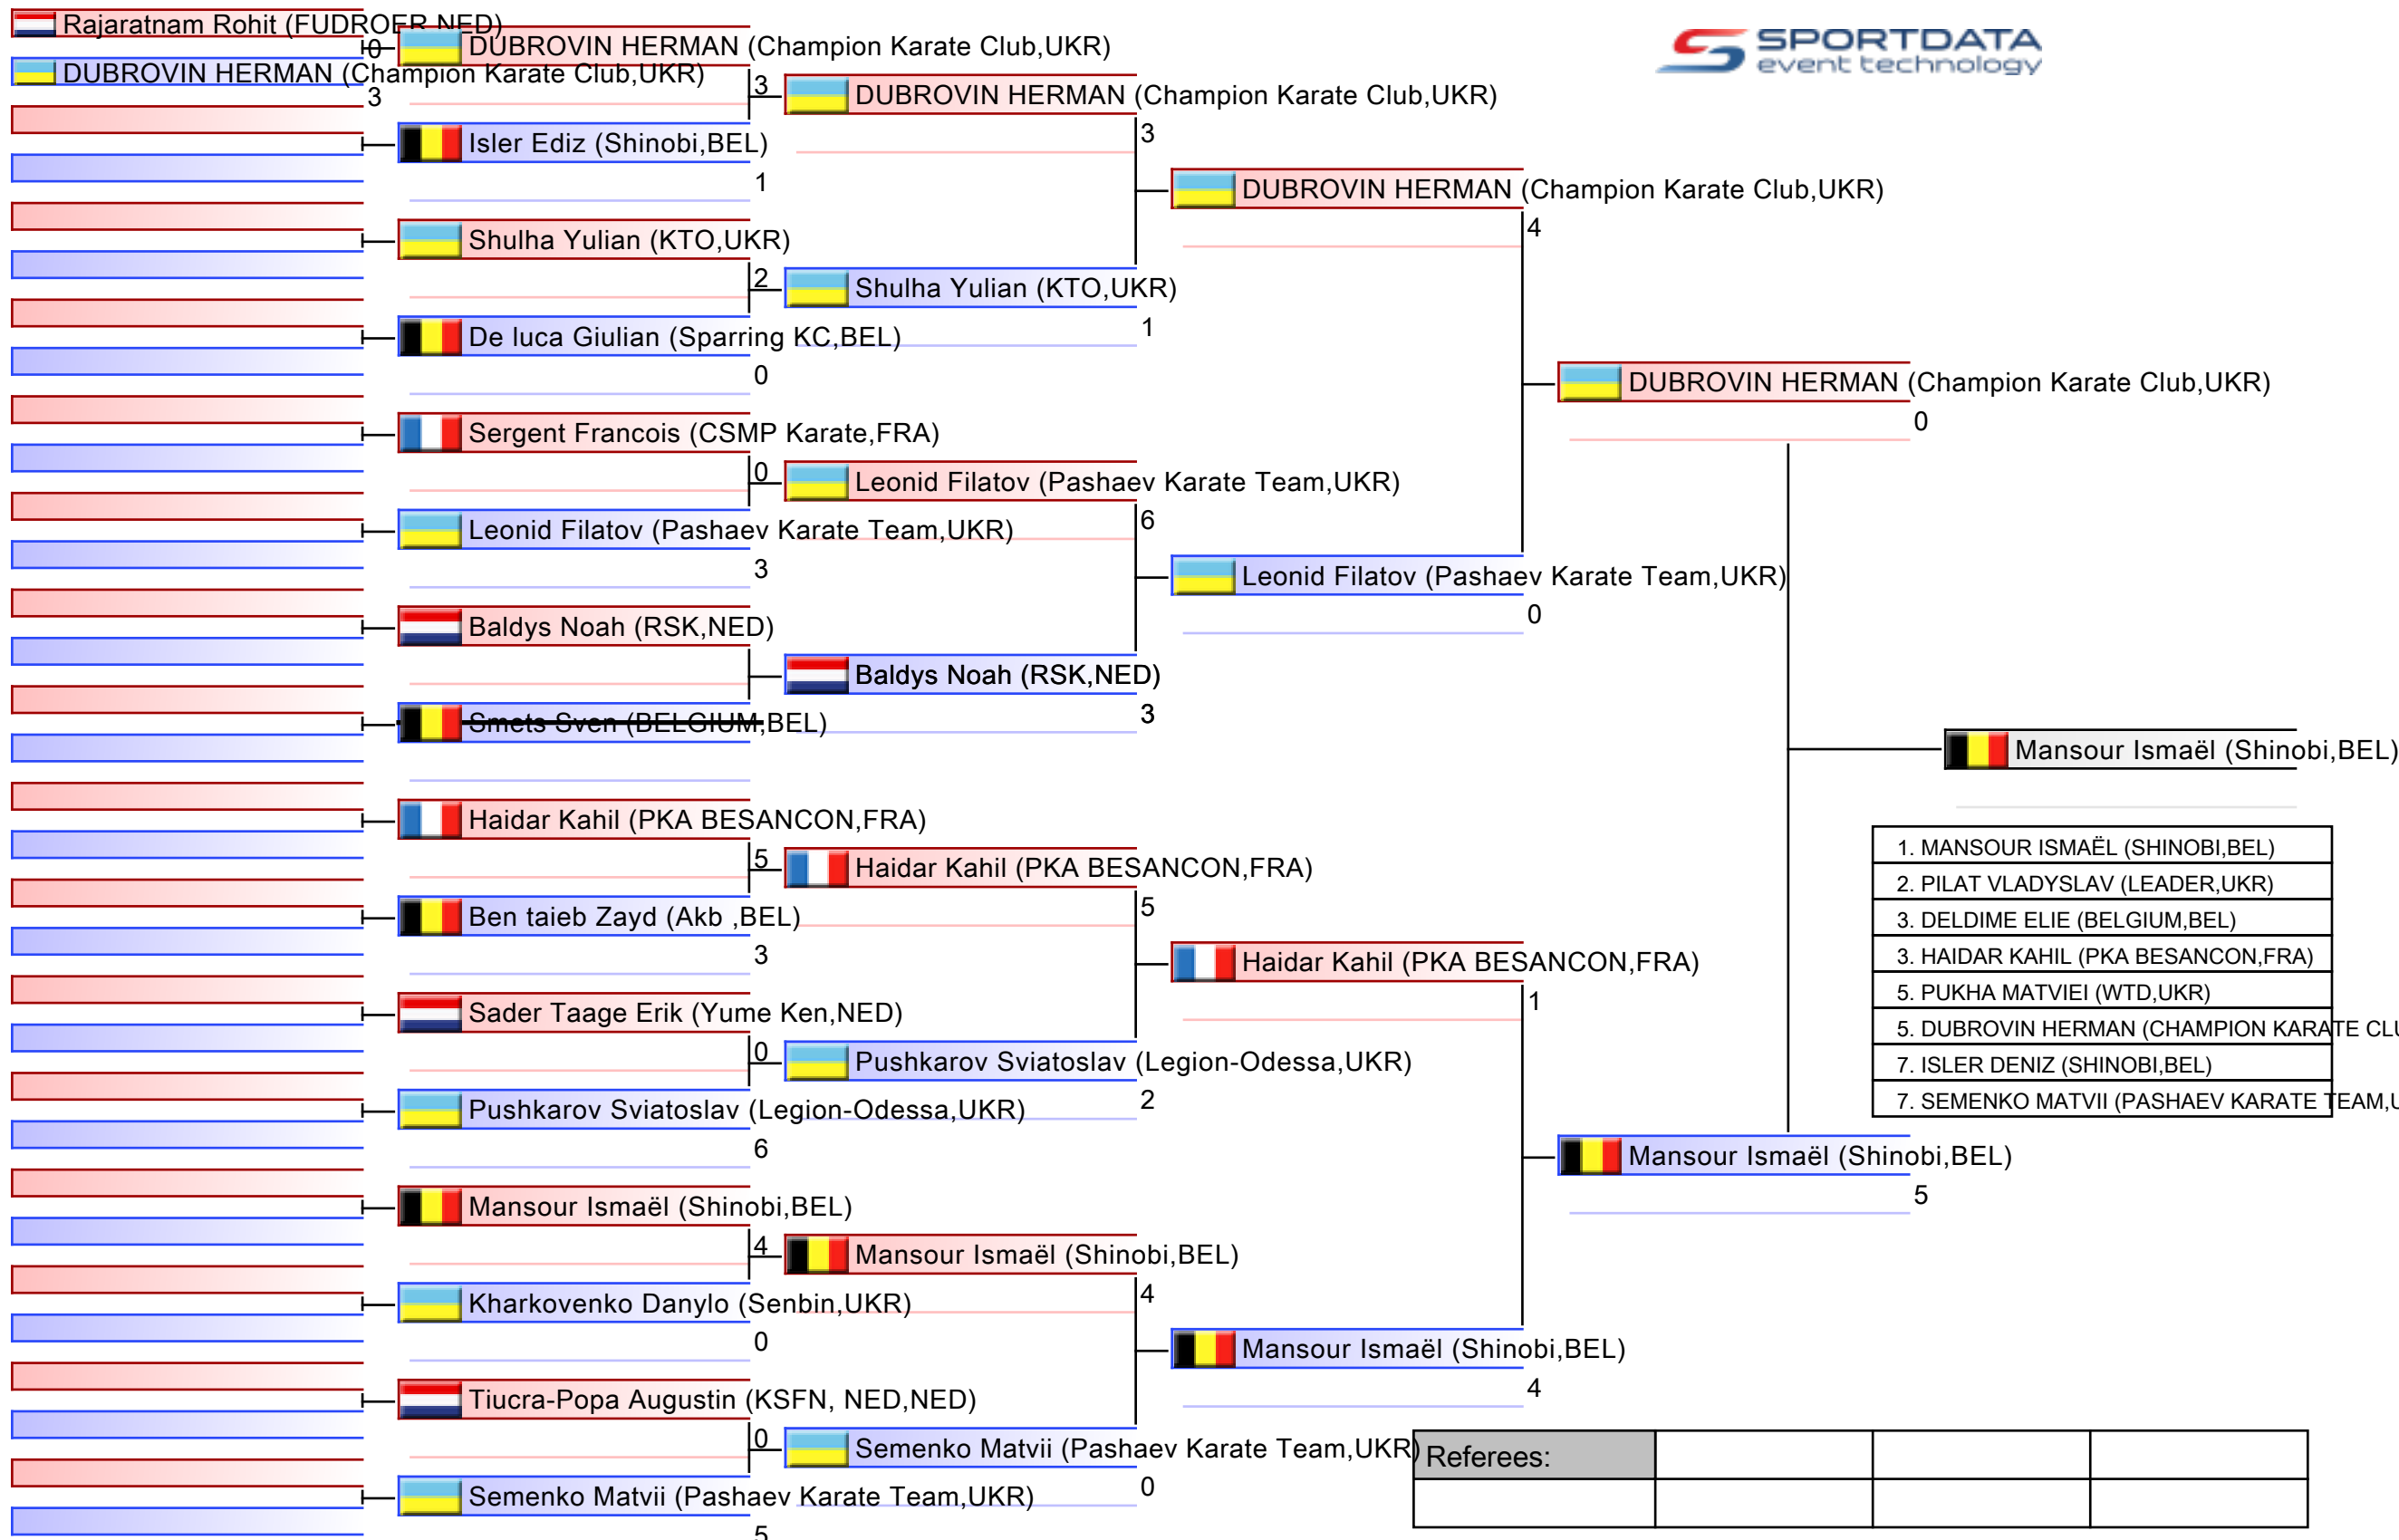 Rajaratnam Rohit (FUDROER,NED)
0
DUBROVIN HERMAN (Champion Karate Club,UKR)
3
DUBROVIN HERMAN (Champion Karate Club,UKR)
3
Isler Ediz (Shinobi,BEL)
1
Shulha Yulian (KTO,UKR)
2
De luca Giulian (Sparring KC,BEL)
0
Sergent Francois (CSMP Karate,FRA)
0
Leonid Filatov (Pashaev Karate Team,UKR)
3
Baldys Noah (RSK,NED)
Smets Sven (BELGIUM,BEL)
Haidar Kahil (PKA BESANCON,FRA)
5
Ben taieb Zayd (Akb ,BEL)
3
Sader Taage Erik (Yume Ken,NED)
0
Pushkarov Sviatoslav (Legion-Odessa,UKR)
6
Mansour Ismaël (Shinobi,BEL)
4
Kharkovenko Danylo (Senbin,UKR)
0
Tiucra-Popa Augustin (KSFN, NED,NED)
0
Semenko Matvii (Pashaev Karate Team,UKR)
5
DUBROVIN HERMAN (Champion Karate Club,UKR)
3
Shulha Yulian (KTO,UKR)
1
Leonid Filatov (Pashaev Karate Team,UKR)
6
Baldys Noah (RSK,NED)
3
Haidar Kahil (PKA BESANCON,FRA)
5
Pushkarov Sviatoslav (Legion-Odessa,UKR)
2
Mansour Ismaël (Shinobi,BEL)
4
Semenko Matvii (Pashaev Karate Team,UKR)
0
DUBROVIN HERMAN (Champion Karate Club,UKR)
4
Leonid Filatov (Pashaev Karate Team,UKR)
0
Haidar Kahil (PKA BESANCON,FRA)
1
Mansour Ismaël (Shinobi,BEL)
4
DUBROVIN HERMAN (Champion Karate Club,UKR)
0
Mansour Ismaël (Shinobi,BEL)
5
Mansour Ismaël (Shinobi,BEL)
SPORTDATA
event technology
1. MANSOUR ISMAËL (SHINOBI,BEL)
2. PILAT VLADYSLAV (LEADER,UKR)
3. DELDIME ELIE (BELGIUM,BEL)
3. HAIDAR KAHIL (PKA BESANCON,FRA)
5. PUKHA MATVIEI (WTD,UKR)
5. DUBROVIN HERMAN (CHAMPION KARATE CLU
7. ISLER DENIZ (SHINOBI,BEL)
7. SEMENKO MATVII (PASHAEV KARATE TEAM,U
Referees: